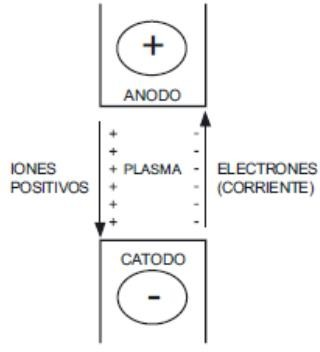 +
ANODO
+ -
+ -
IONES POSITIVOS + PLASMA - ELECTRONES (CORRIENTE)
+ -
+ -
+ -
CATODO
-